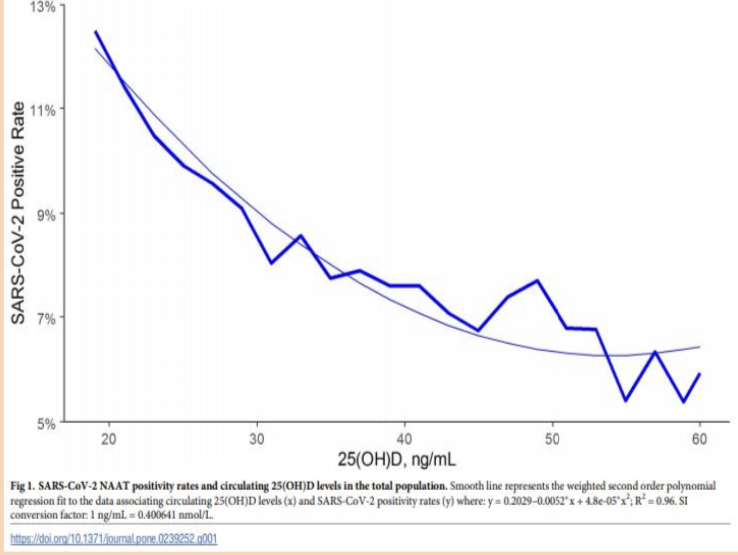 13%
11%
9%
7%
5%
SARS-CoV-2 Positive Rate
20 30 40 50 60
25(OH)D, ng/mL
Fig 1. SARS-CoV-2 NAAT positivity rates and circulating 25(OH)D levels in the total population. Smooth line represents the weighted second order polynomial
regression fit to the data associating circulating 25(OH)D levels (x) and SARS-CoV-2 positivity rates (y) where: y = 0.2029–0.0052*x + 4.8e-05*x²; R² = 0.96. SI
conversion factor: 1 ng/mL = 0.400641 nmol/L.
https://doi.org/10.1371/journal.pone.0239252.g001